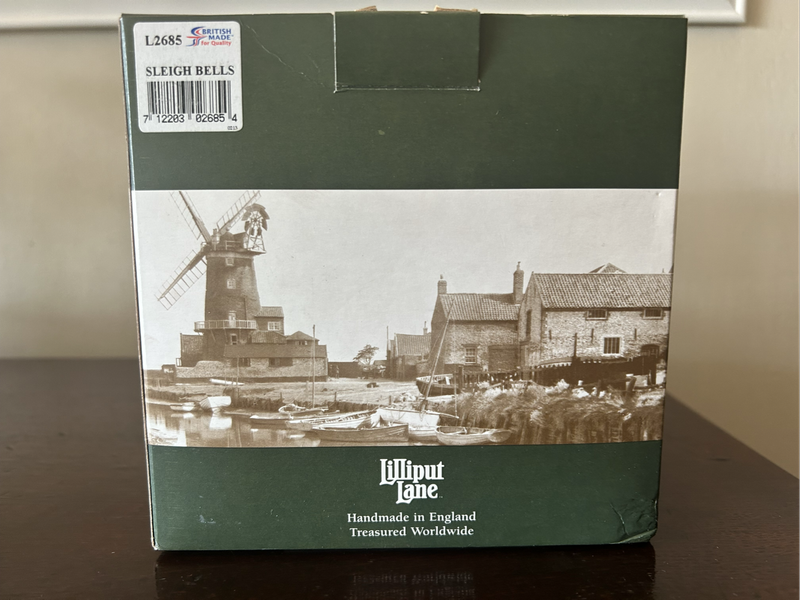 L2685 BRITISH
MADE
for Quality
SLEIGH BELLS
7 12203 02685 4
Lilliput
Lane
Handmade in England
Treasured Worldwide